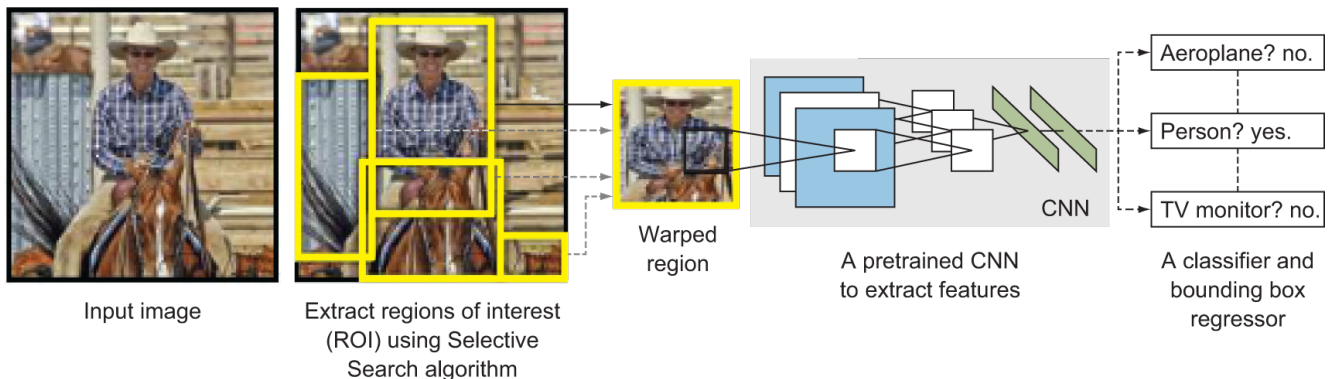 Input image
Extract regions of interest
(ROI) using Selective
Search algorithm
Warped
region
CNN
A pretrained CNN
to extract features
Aeroplane? no.
Person? yes.
TV monitor? no.
A classifier and
bounding box
regressor